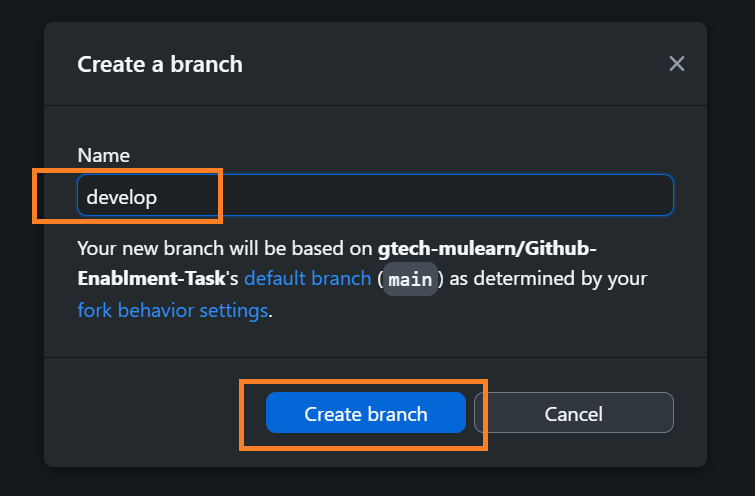 Create a branch
Name
develop
Your new branch will be based on gtech-mulearn/Github-
Enablment-Task's default branch (main) as determined by your
fork behavior settings.
Create branch
Cancel